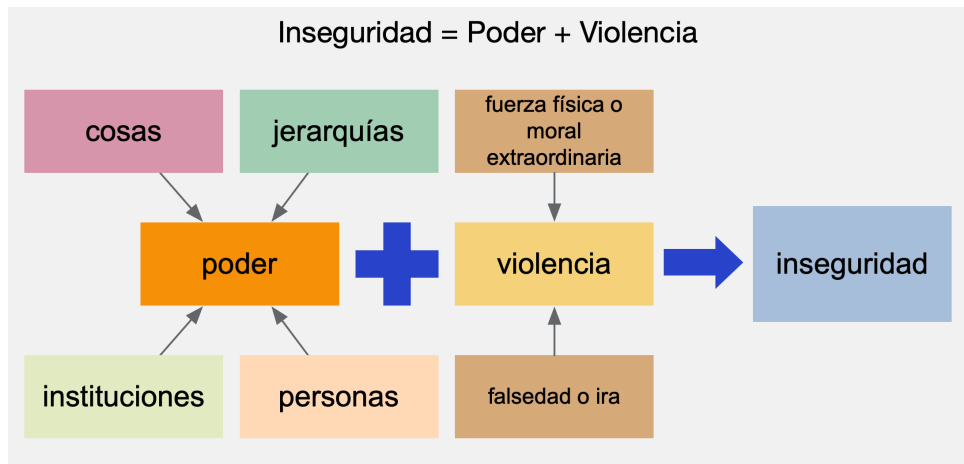 Inseguridad = Poder + Violencia
cosas
jerarquías
fuerza física o
moral
extraordinaria
poder
violencia
inseguridad
instituciones
personas
falsedad o ira